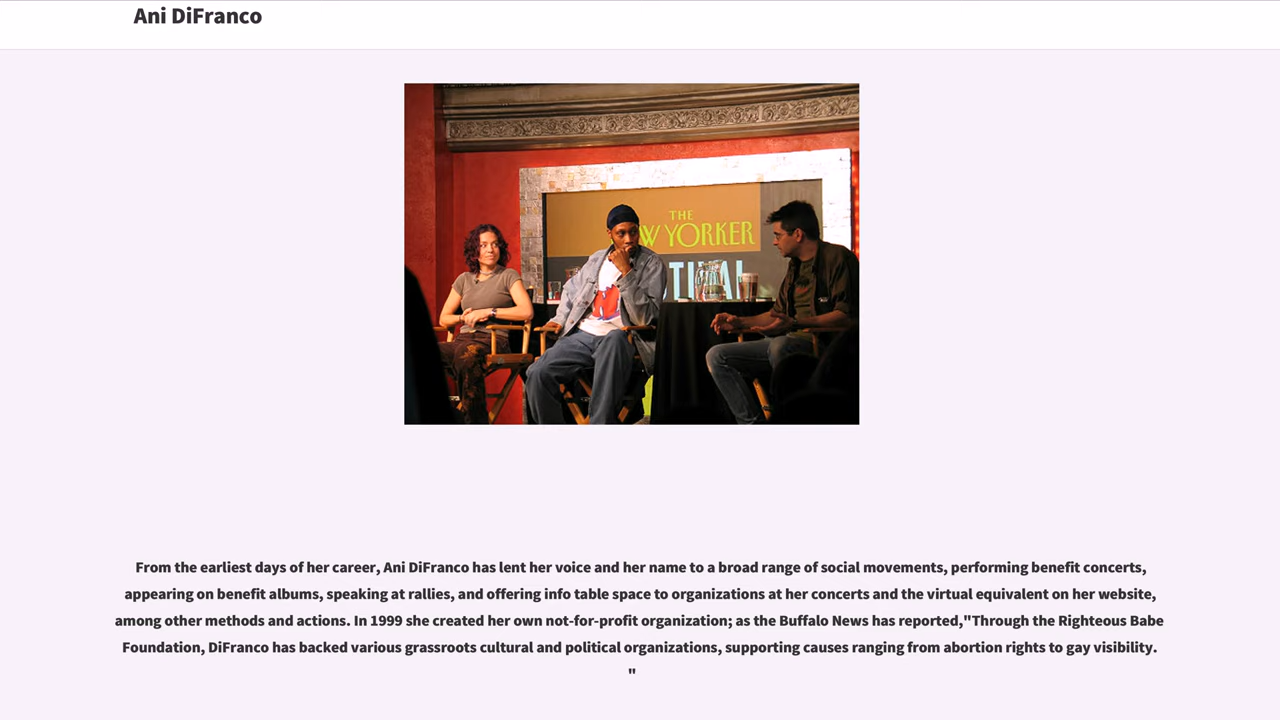 Ani DiFranco
THE
W YORKER
From the earliest days of her career, Ani DiFranco has lent her voice and her name to a broad range of social movements, performing benefit concerts,
appearing on benefit albums, speaking at rallies, and offering info table space to organizations at her concerts and the virtual equivalent on her website,
among other methods and actions. In 1999 she created her own not-for-profit organization; as the Buffalo News has reported,"Through the Righteous Babe
Foundation, DiFranco has backed various grassroots cultural and political organizations, supporting causes ranging from abortion rights to gay visibility.
"